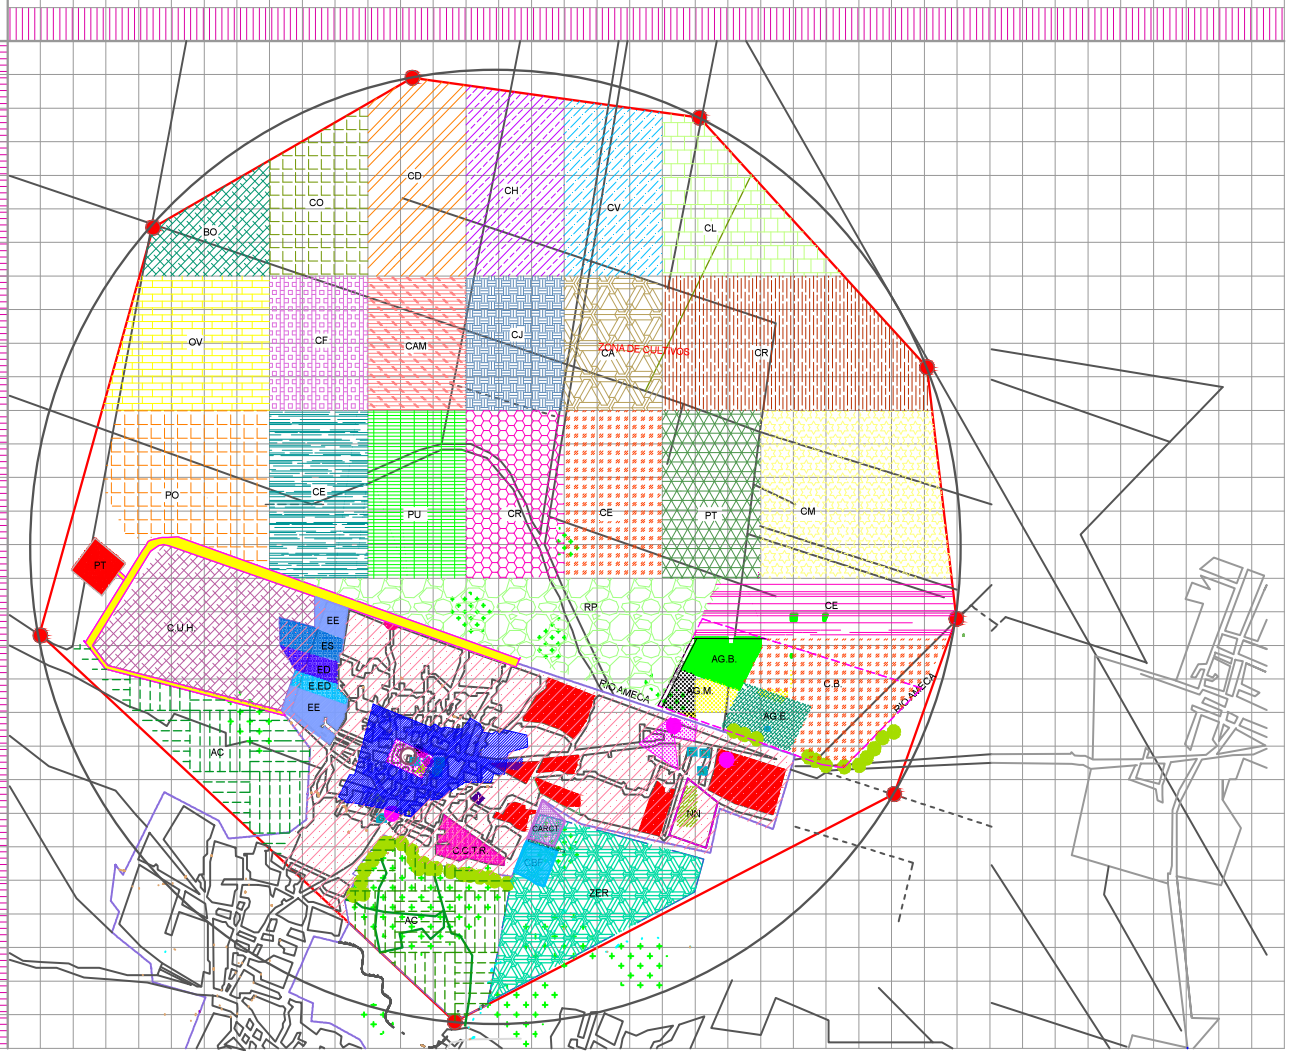 CD
CH
CO
CV
CL
BO
CJ
CF
OV
CAM
ZONA DE CULTIVOS
CA
CR
CE
PO
CM
PU
CR
CE
PT
PT
CE
RP
EE
C.U.H.
ES
AG.B.
ED
C.B.
E.ED
RIO AMECA
AG.M.
RIO AMECA
EE
AG.E.
AC
NN
CARCT
C.C.T.R.
CBF
ZER
AC